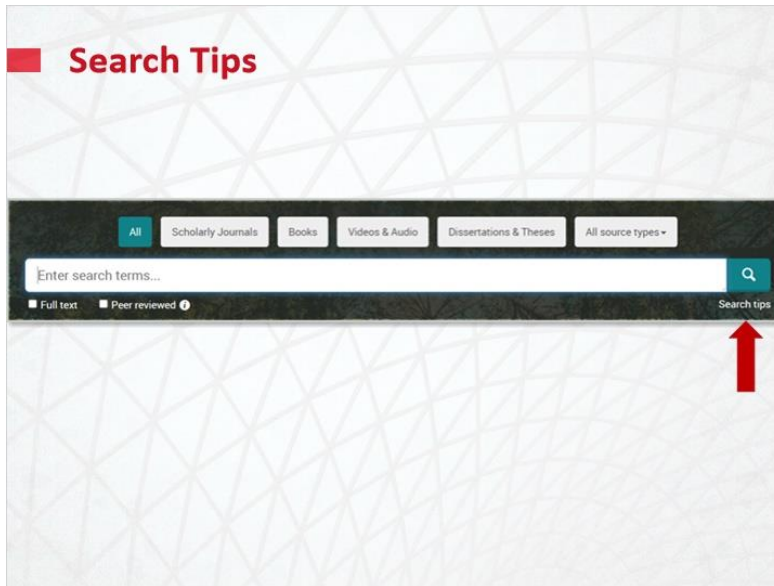 Search Tips
All Scholarly Journals Books Videos & Audio Dissertations & Theses All source types
Enter search terms...
Full text Peer reviewed Search tips